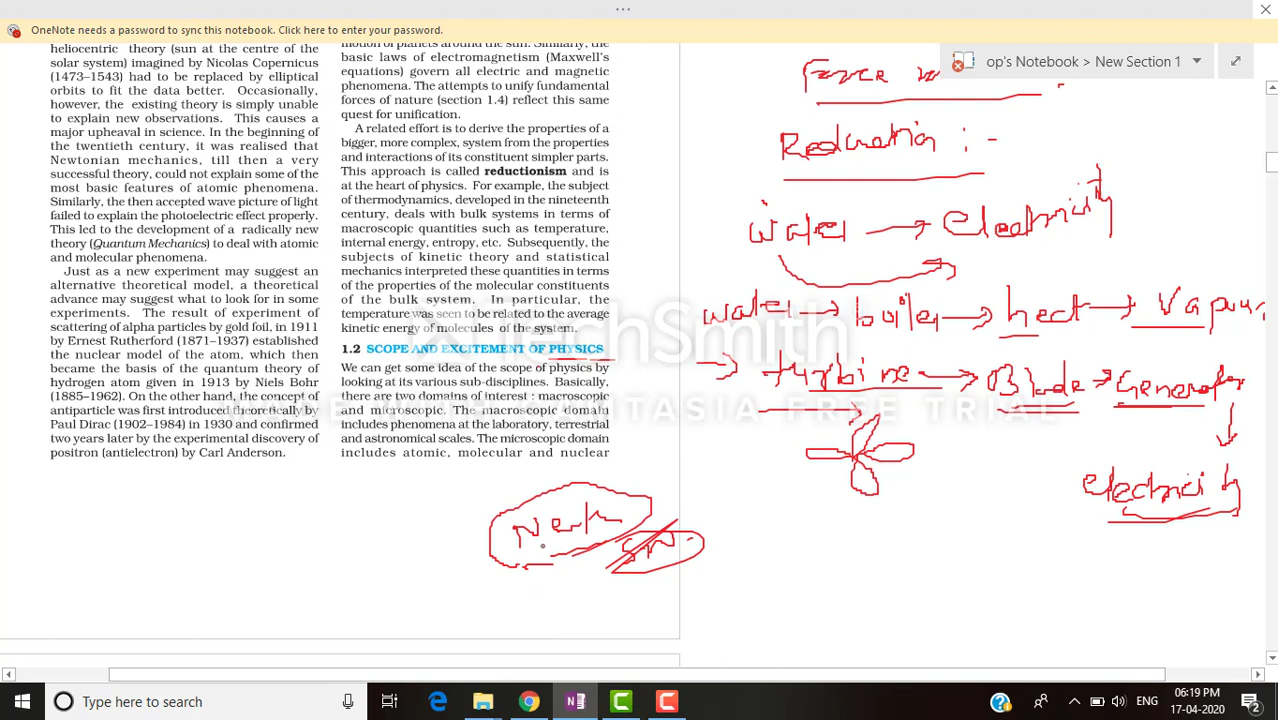 OneNote needs a password to sync this notebook. Click here to enter your password.
op's Notebook > New Section 1
heliocentric theory (sun at the centre of the
solar system) imagined by Nicolas Copernicus
(1473–1543) had to be replaced by elliptical
orbits to fit the data better. Occasionally,
however, the existing theory is simply unable
to explain new observations. This causes a
major upheaval in science. In the beginning of
the twentieth century, it was realised that
Newtonian mechanics, till then a very
successful theory, could not explain some of the
most basic features of atomic phenomena.
Similarly, the then accepted wave picture of light
failed to explain the photoelectric effect properly.
This led to the development of a radically new
theory (Quantum Mechanics) to deal with atomic
and molecular phenomena.
Just as a new experiment may suggest an
alternative theoretical model, a theoretical
advance may suggest what to look for in some
experiments. The result of experiment of
scattering of alpha particles by gold foil, in 1911
by Ernest Rutherford (1871–1937) established
the nuclear model of the atom, which then
became the basis of the quantum theory of
hydrogen atom given in 1913 by Niels Bohr
(1885–1962). On the other hand, the concept of
antiparticle was first introduced theoretically by
Paul Dirac (1902–1984) in 1930 and confirmed
two years later by the experimental discovery of
positron (antielectron) by Carl Anderson.
motion of planets around the sun. Similarly, the
basic laws of electromagnetism (Maxwell's
equations) govern all electric and magnetic
phenomena. The attempts to unify fundamental
forces of nature (section 1.4) reflect this same
quest for unification.
A related effort is to derive the properties of a
bigger, more complex, system from the properties
and interactions of its constituent simpler parts.
This approach is called reductionism and is
at the heart of physics. For example, the subject
of thermodynamics, developed in the nineteenth
century, deals with bulk systems in terms of
macroscopic quantities such as temperature,
internal energy, entropy, etc. Subsequently, the
subjects of kinetic theory and statistical
mechanics interpreted these quantities in terms
of the properties of the molecular constituents
of the bulk system. In particular, the
temperature was seen to be related to the average
kinetic energy of molecules of the system.
1.2 SCOPE AND EXCITEMENT OF PHYSICS
We can get some idea of the scope of physics by
looking at its various sub-disciplines. Basically,
there are two domains of interest : macroscopic
and microscopic. The macroscopic domain
includes phenomena at the laboratory, terrestrial
and astronomical scales. The microscopic domain
includes atomic, molecular and nuclear
Force
Reduction : -
water → electricity
water → boiler → heat → Vapour
⇒ turbine → Blade → Generator
electricity
TechSmith
MADE WITH CAMTASIA FREE TRIAL
Type here to search
06:19 PM
17-04-2020
2